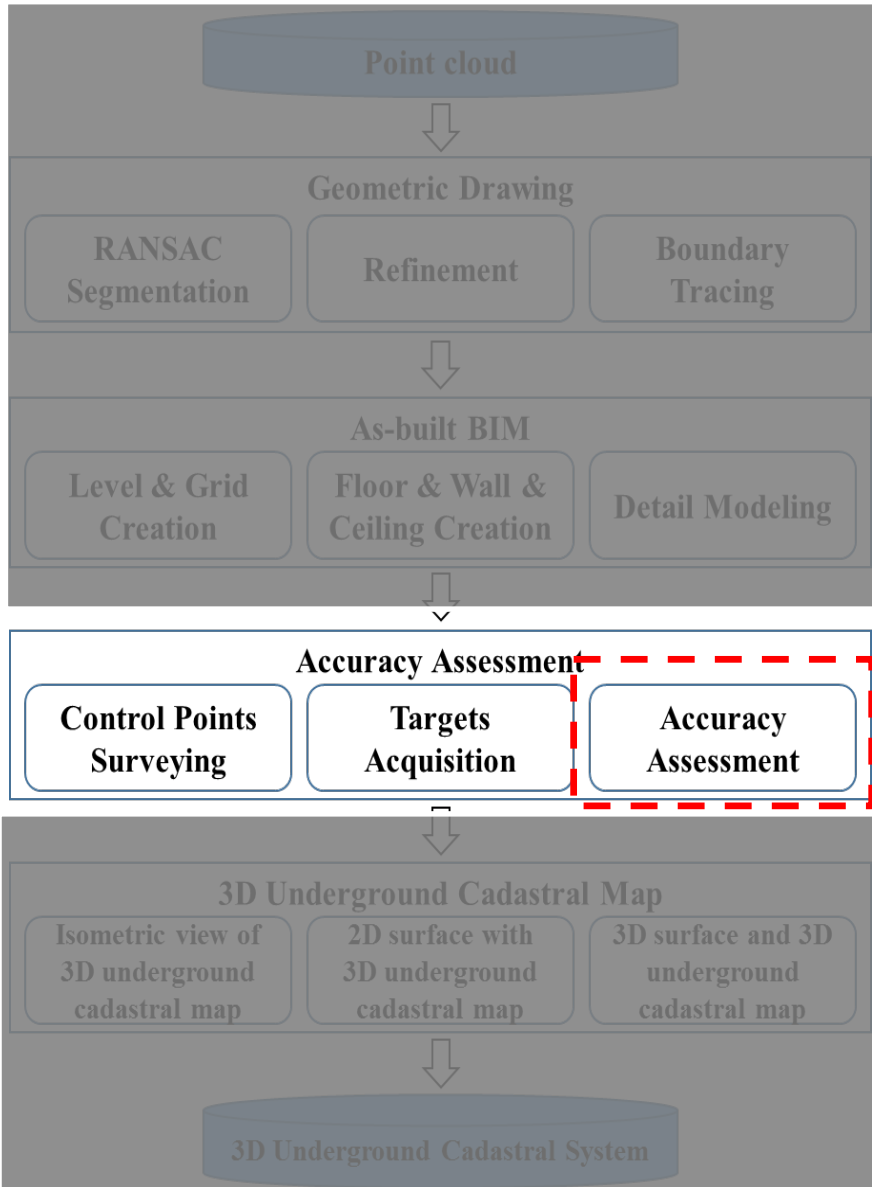 Point cloud
Geometric Drawing
RANSAC
Segmentation
Refinement
Boundary
Tracing
As-built BIM
Level & Grid
Creation
Floor & Wall &
Ceiling Creation
Detail Modeling
Accuracy Assessment
Control Points
Surveying
Targets
Acquisition
Accuracy
Assessment
3D Underground Cadastral Map
Isometric view of
3D underground
cadastral map
2D surface with
3D underground
cadastral map
3D surface and 3D
underground
cadastral map
3D Underground Cadastral System